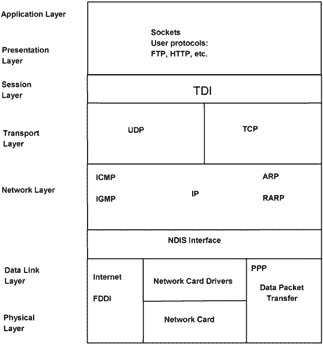 Application Layer
Sockets
User protocols:
FTP, HTTP, etc.
Presentation
Layer
Session
Layer
TDI
Transport
Layer
UDP
TCP
Network Layer
ICMP
ARP
IP
IGMP
RARP
NDIS Interface
Data Link
Layer
Internet
FDDI
Network Card Drivers
PPP
Data Packet
Transfer
Physical
Layer
Network Card